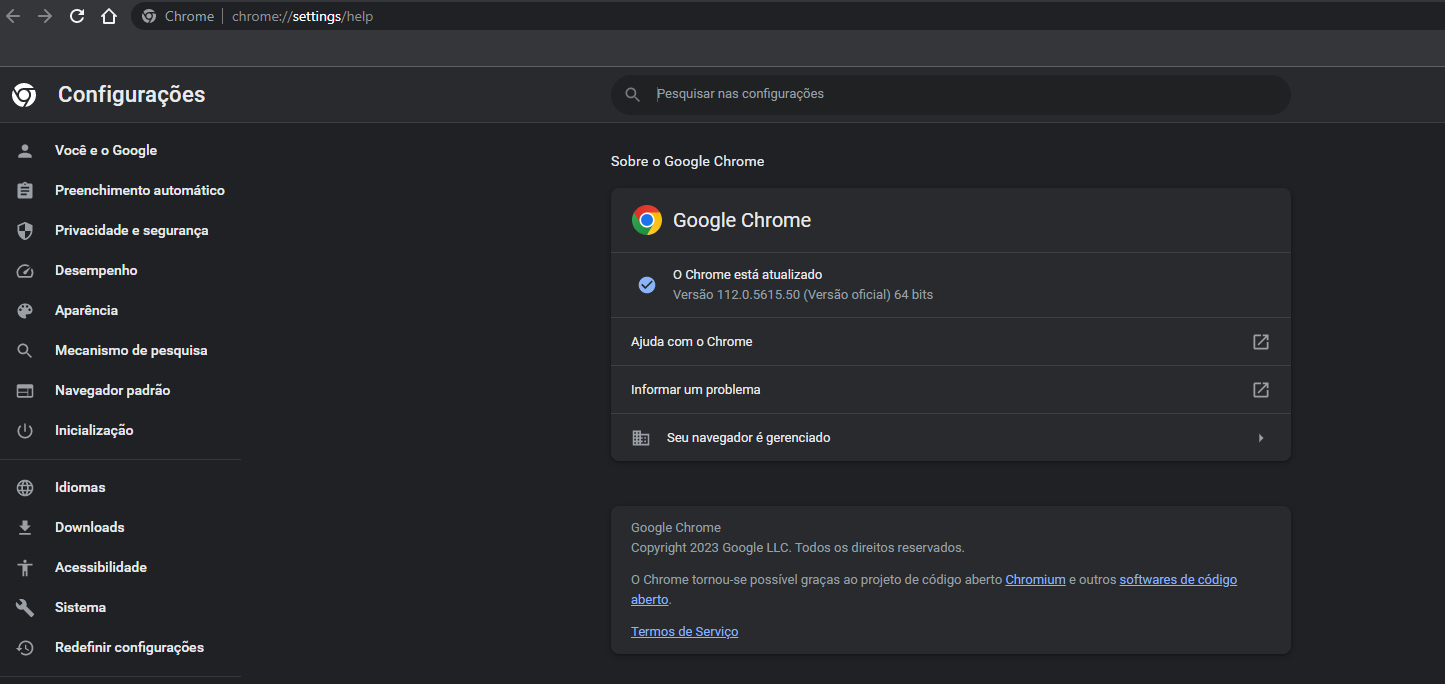 Chrome | chrome://settings/help
Configurações
Pesquisar nas configurações
Você e o Google
Preenchimento automático
Privacidade e segurança
Desempenho
Aparência
Mecanismo de pesquisa
Navegador padrão
Inicialização
Idiomas
Downloads
Acessibilidade
Sistema
Redefinir configurações
Sobre o Google Chrome
Google Chrome
O Chrome está atualizado
Versão 112.0.5615.50 (Versão oficial) 64 bits
Ajuda com o Chrome
Informar um problema
Seu navegador é gerenciado
Google Chrome
Copyright 2023 Google LLC. Todos os direitos reservados.
O Chrome tornou-se possível graças ao projeto de código aberto Chromium e outros softwares de código
aberto.
Termos de Serviço